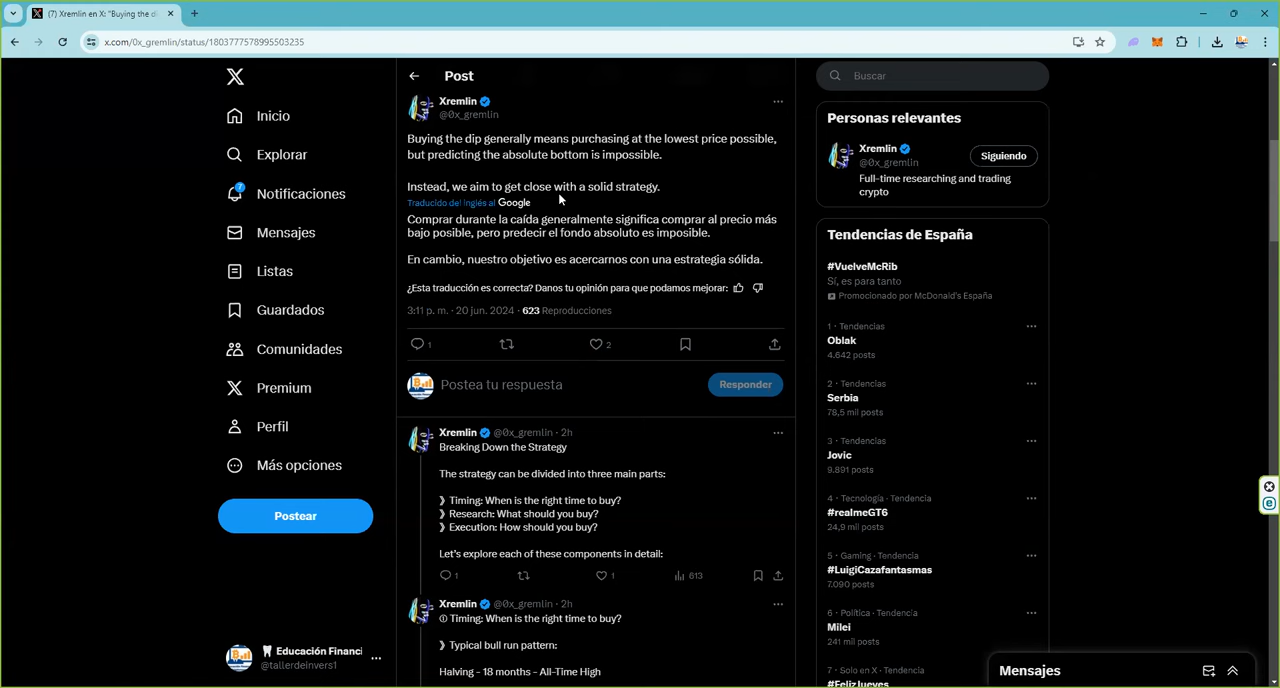 (7) Xremlin en X: "Buying the di
x.com/0x_gremlin/status/1803777578995503235
Inicio
Explorar
7
Notificaciones
Mensajes
Listas
Guardados
Comunidades
Premium
Perfil
Más opciones
Postear
Educación Financi
@tallerdeinvers1
Post
Xremlin
@0x_gremlin
Buying the dip generally means purchasing at the lowest price possible,
but predicting the absolute bottom is impossible.
Instead, we aim to get close with a solid strategy.
Traducido del inglés al Google
Comprar durante la caída generalmente significa comprar al precio más
bajo posible, pero predecir el fondo absoluto es imposible.
En cambio, nuestro objetivo es acercarnos con una estrategia sólida.
¿Esta traducción es correcta? Danos tu opinión para que podamos mejorar:
3:11 p. m. · 20 jun. 2024 · 623 Reproducciones
1 2
Postea tu respuesta
Responder
Xremlin @0x_gremlin · 2h
Breaking Down the Strategy
The strategy can be divided into three main parts:
》 Timing: When is the right time to buy?
》 Research: What should you buy?
》 Execution: How should you buy?
Let's explore each of these components in detail:
1 1 613
Xremlin @0x_gremlin · 2h
① Timing: When is the right time to buy?
》 Typical bull run pattern:
Halving - 18 months - All-Time High
Buscar
Personas relevantes
Xremlin
@0x_gremlin
Siguiendo
Full-time researching and trading
crypto
Tendencias de España
#VuelveMcRib
Sí, es para tanto
Promocionado por McDonald's España
1 · Tendencias
Oblak
4.642 posts
2 · Tendencias
Serbia
78,5 mil posts
3 · Tendencias
Jovic
9.891 posts
4 · Tecnología · Tendencia
#realmeGT6
24,9 mil posts
5 · Gaming · Tendencia
#LuigiCazafantasmas
7.090 posts
6 · Política · Tendencia
Milei
241 mil posts
7 · Solo en X · Tendencia
#FelizJueves
Mensajes